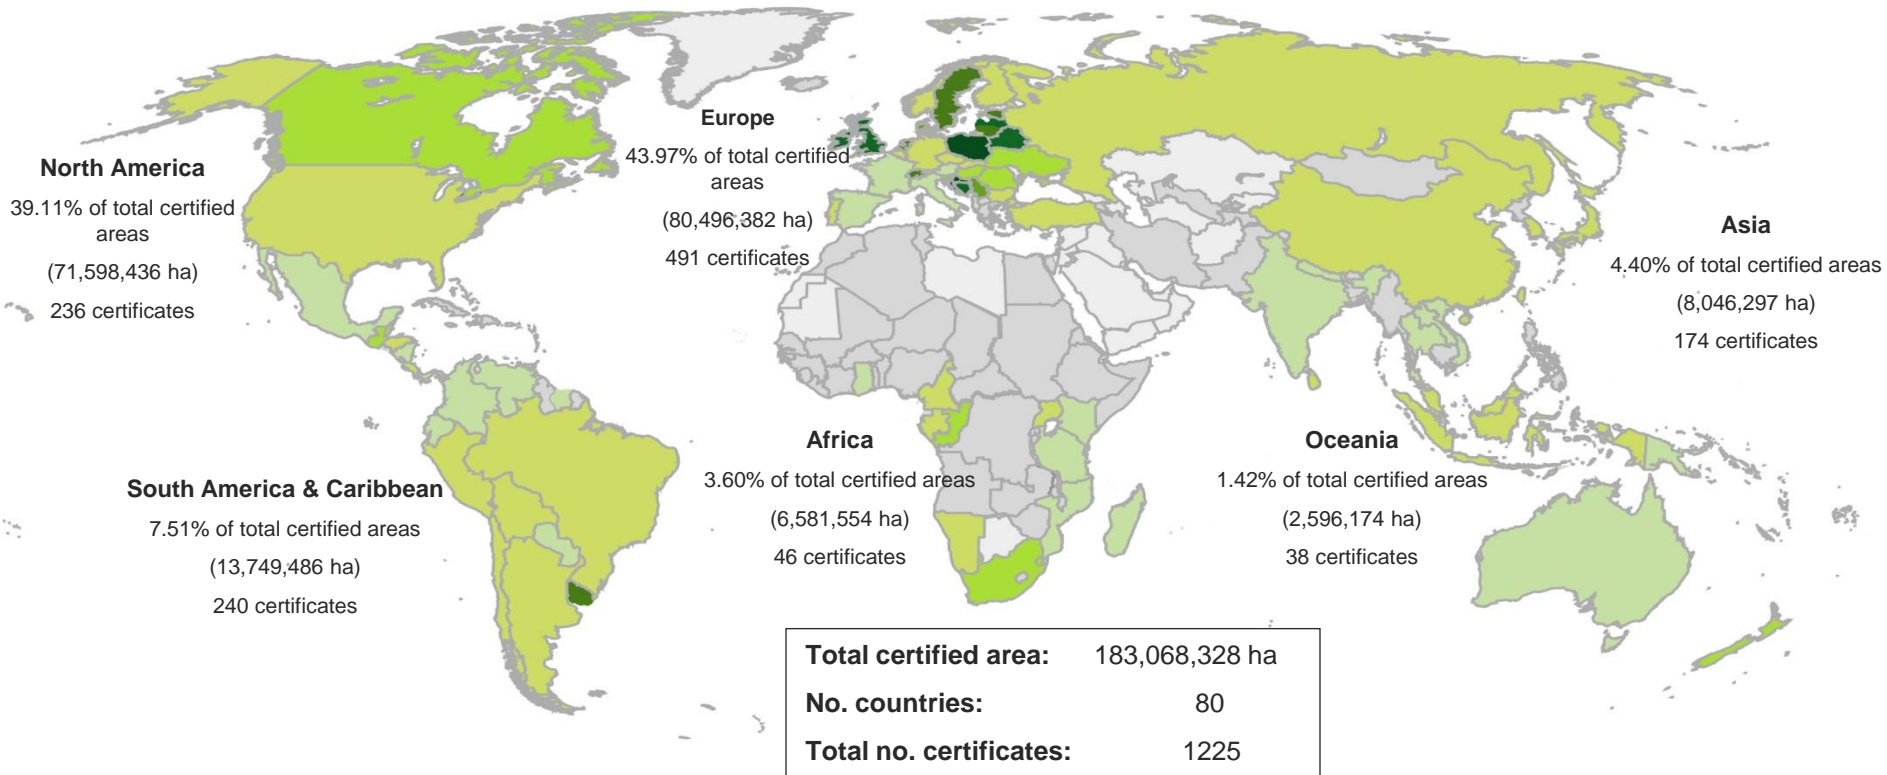 North America
39.11% of total certified
areas
(71,598,436 ha)
236 certificates
Europe
43.97% of total certified
areas
(80,496,382 ha)
491 certificates
Asia
4.40% of total certified areas
(8,046,297 ha)
174 certificates
South America & Caribbean
7.51% of total certified areas
(13,749,486 ha)
240 certificates
Africa
3.60% of total certified areas
(6,581,554 ha)
46 certificates
Oceania
1.42% of total certified areas
(2,596,174 ha)
38 certificates
Total certified area: 183,068,328 ha
No. countries: 80
Total no. certificates: 1225